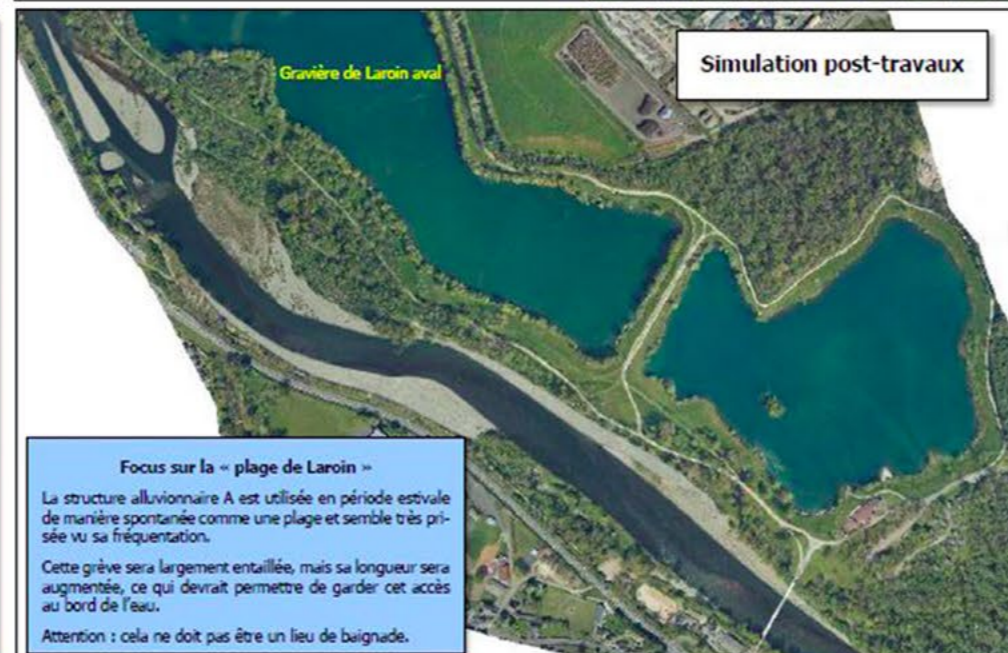 Simulation post-travaux
Gravière de Laroin aval
Focus sur la « plage de Laroin »
La structure alluvionnaire A est utilisée en période estivale
de manière spontanée comme une plage et semble très pri-
sée vu sa fréquentation.
Cette grève sera largement entaillée, mais sa longueur sera
augmentée, ce qui devrait permettre de garder cet accès
au bord de l'eau.
Attention : cela ne doit pas être un lieu de baignade.